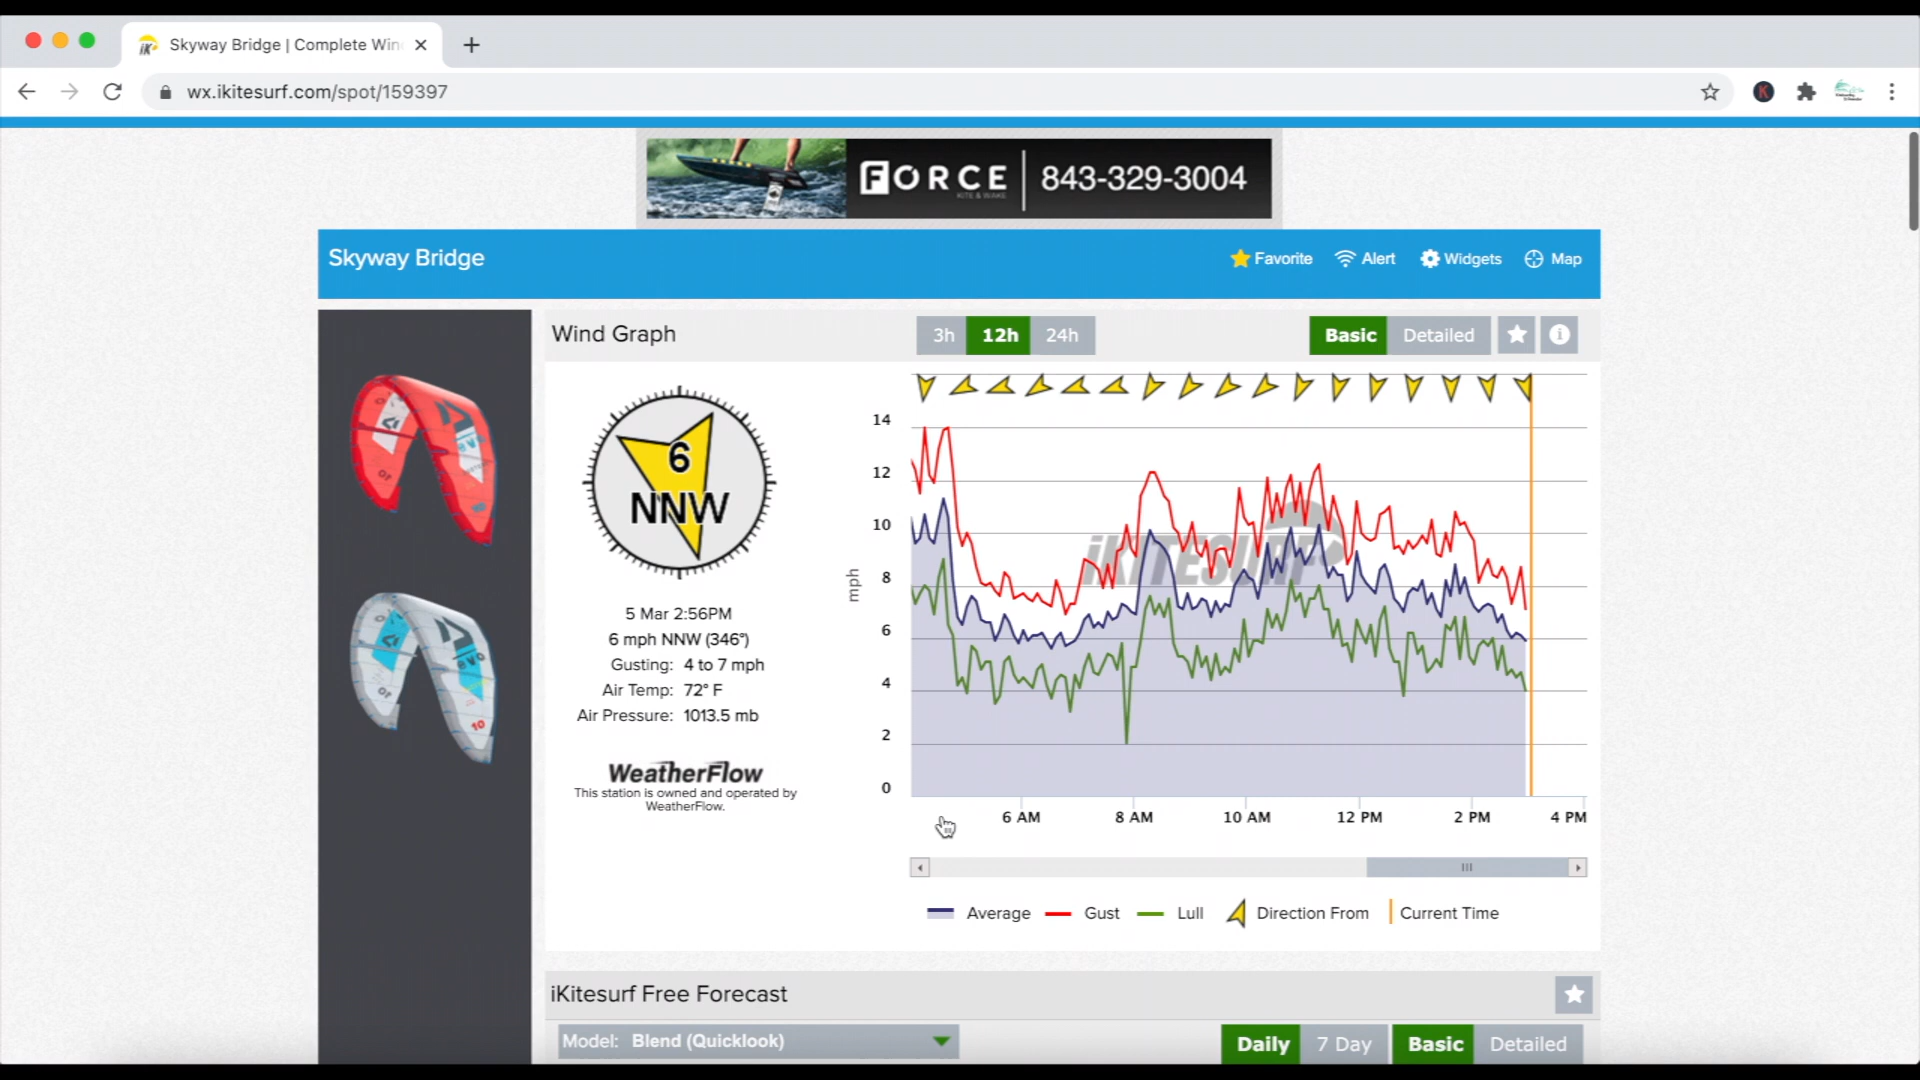 Skyway Bridge | Complete Win
wx.ikitesurf.com/spot/159397
FORCE
KITE & WAKE
843-329-3004
Skyway Bridge
Favorite
Alert
Widgets
Map
Wind Graph
3h
12h
24h
Basic
Detailed
6
NNW
5 Mar 2:56PM
6 mph NNW (346°)
Gusting: 4 to 7 mph
Air Temp: 72° F
Air Pressure: 1013.5 mb
WeatherFlow
This station is owned and operated by
WeatherFlow.
mph
14
12
10
8
6
4
2
0
iKITESURF
6 AM
8 AM
10 AM
12 PM
2 PM
4 PM
Average
Gust
Lull
Direction From
Current Time
iKitesurf Free Forecast
Model: Blend (Quicklook)
Daily
7 Day
Basic
Detailed